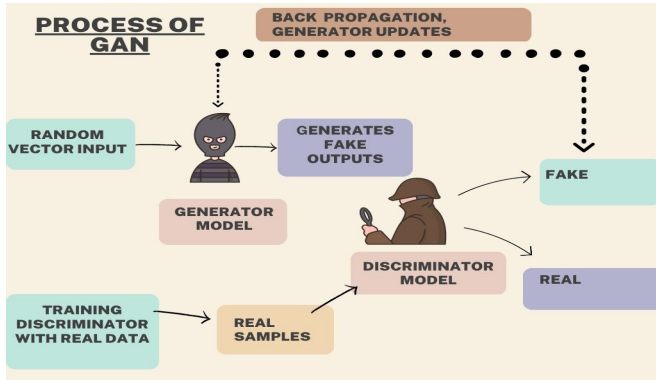 PROCESS OF
GAN
BACK PROPAGATION,
GENERATOR UPDATES
RANDOM
VECTOR INPUT
GENERATES
FAKE
OUTPUTS
FAKE
GENERATOR
MODEL
DISCRIMINATOR
MODEL
REAL
TRAINING
DISCRIMINATOR
WITH REAL DATA
REAL
SAMPLES